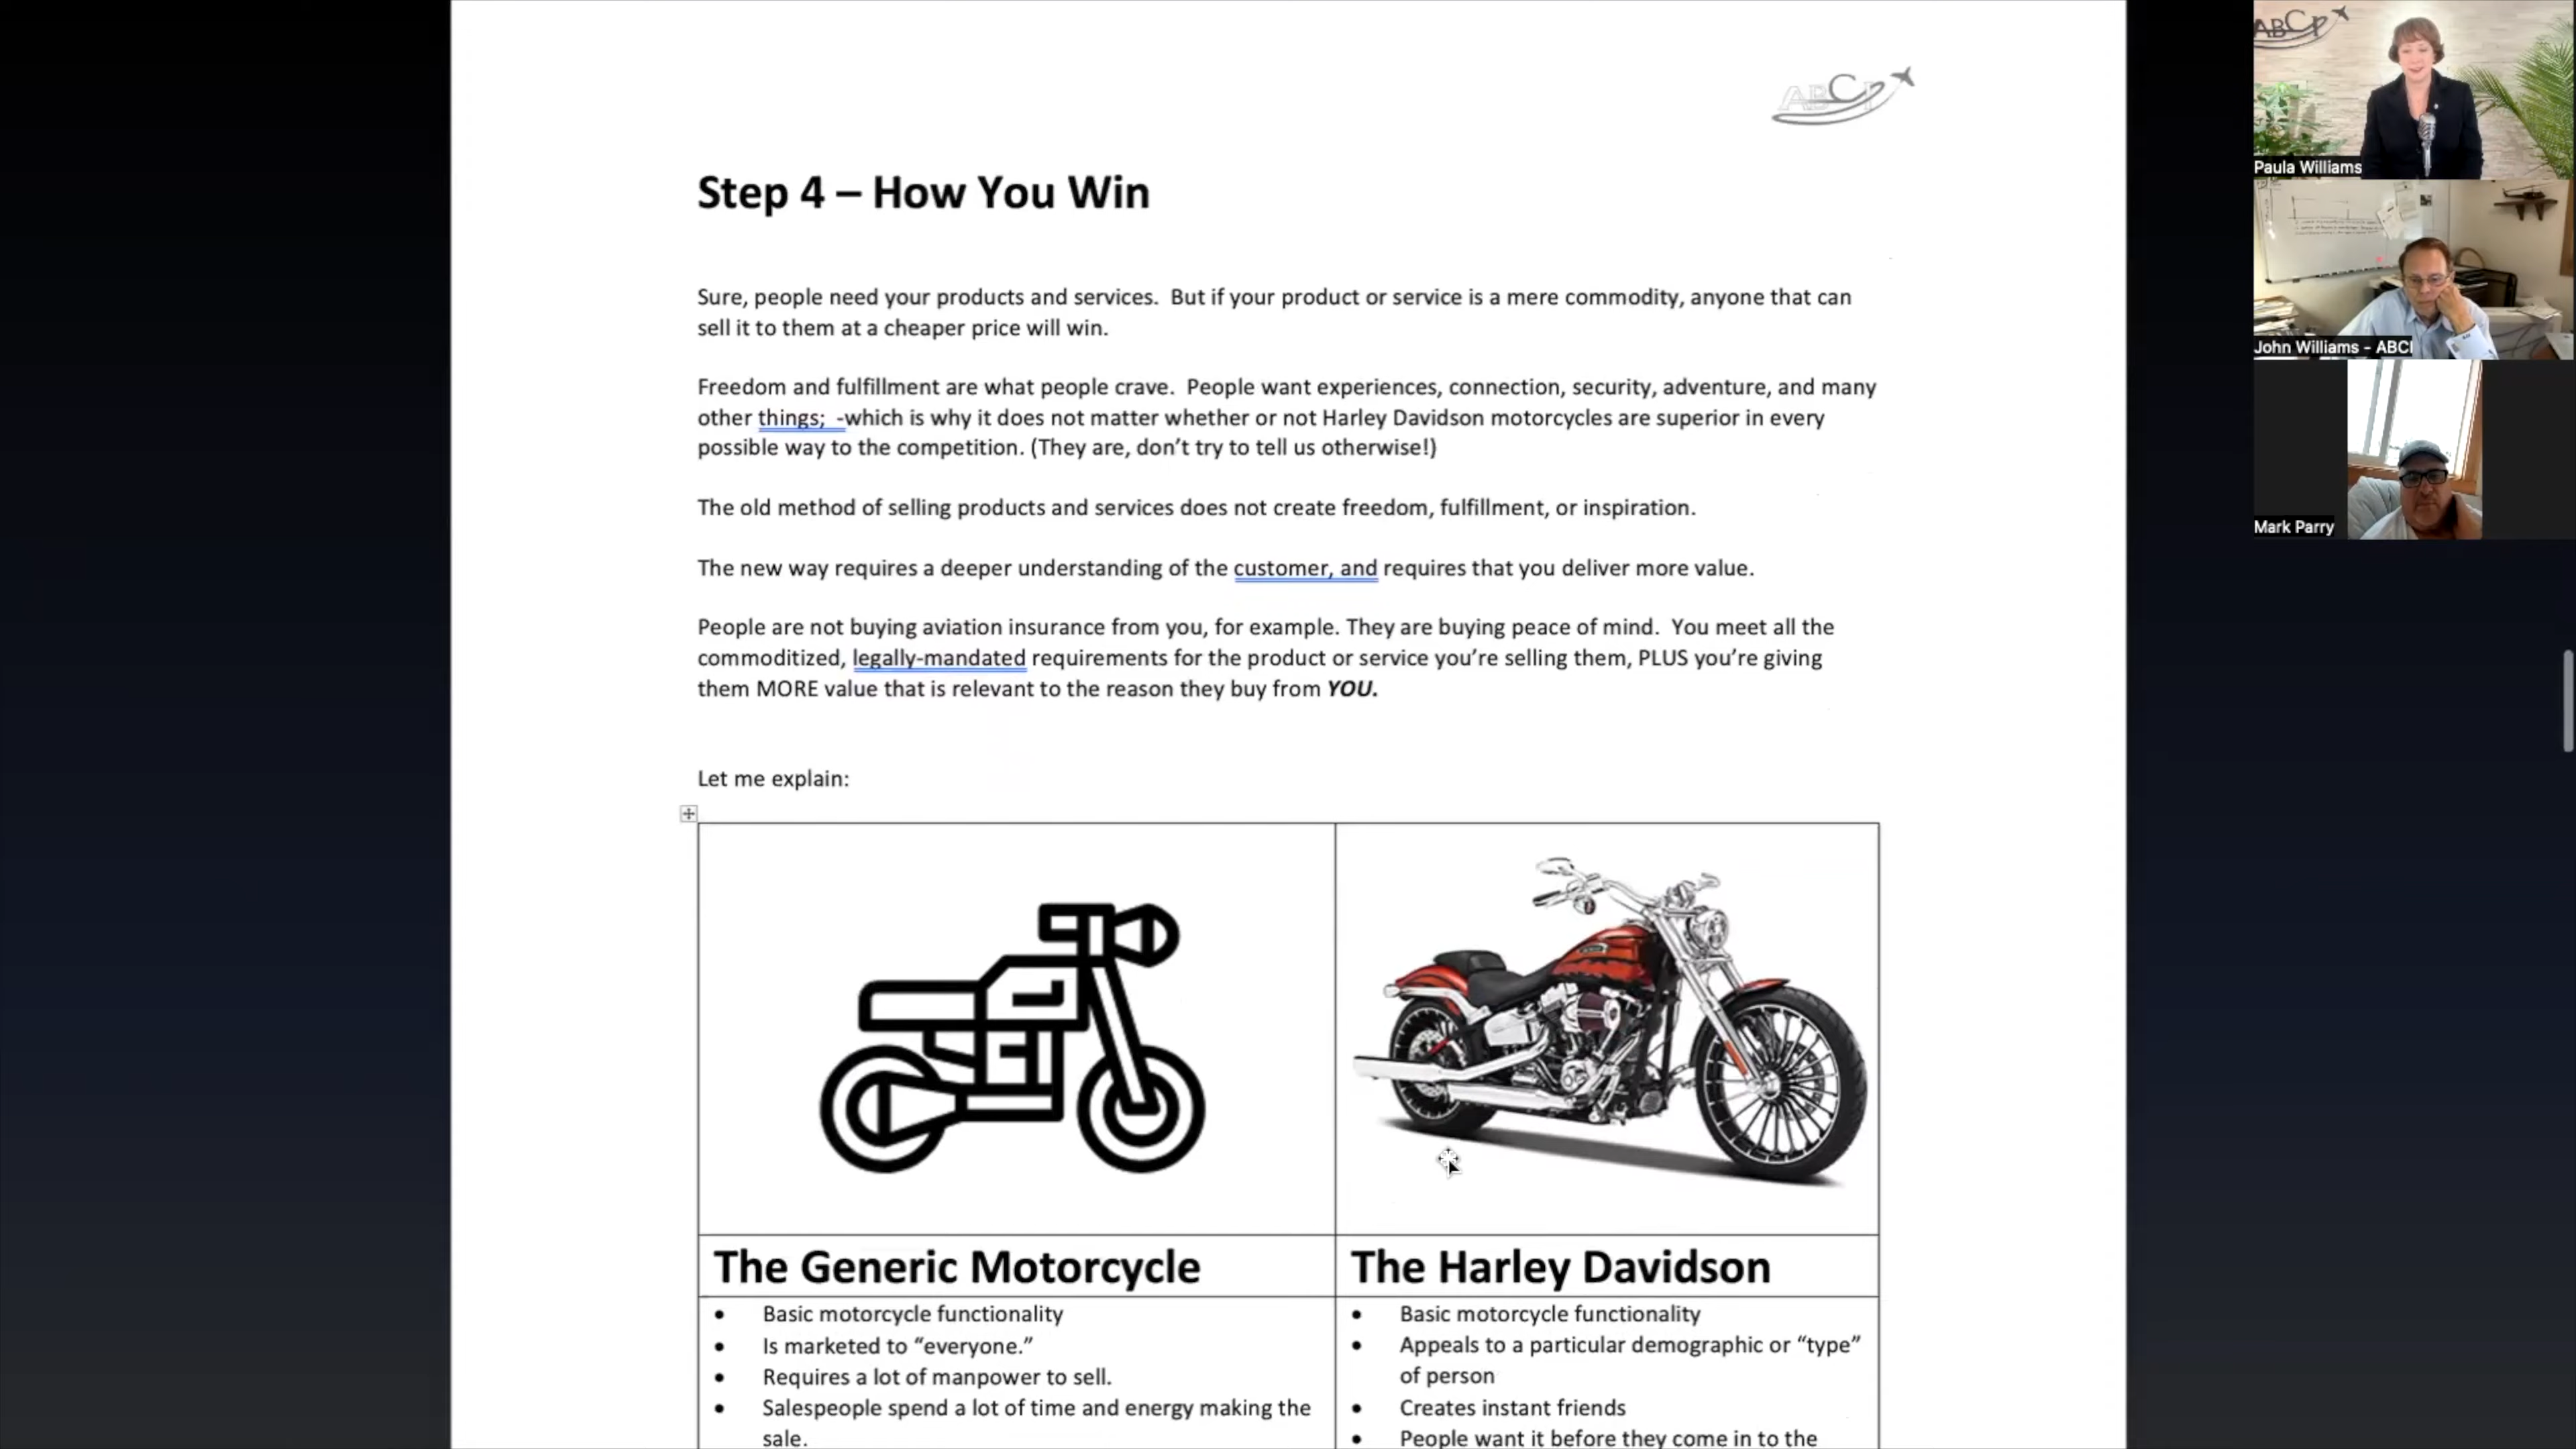 ABCI
Step 4 – How You Win
Sure, people need your products and services.  But if your product or service is a mere commodity, anyone that can
sell it to them at a cheaper price will win.
Freedom and fulfillment are what people crave.  People want experiences, connection, security, adventure, and many
other things;  -which is why it does not matter whether or not Harley Davidson motorcycles are superior in every
possible way to the competition. (They are, don’t try to tell us otherwise!)
The old method of selling products and services does not create freedom, fulfillment, or inspiration.
The new way requires a deeper understanding of the customer, and requires that you deliver more value.
People are not buying aviation insurance from you, for example. They are buying peace of mind.  You meet all the
commoditized, legally-mandated requirements for the product or service you’re selling them, PLUS you’re giving
them MORE value that is relevant to the reason they buy from YOU.
Let me explain:
The Generic Motorcycle
Basic motorcycle functionality
Is marketed to “everyone.”
Requires a lot of manpower to sell.
Salespeople spend a lot of time and energy making the
sale.
The Harley Davidson
Basic motorcycle functionality
Appeals to a particular demographic or “type”
of person
Creates instant friends
People want it before they come in to the
ABCI
Paula Williams
John Williams - ABCI
Mark Parry